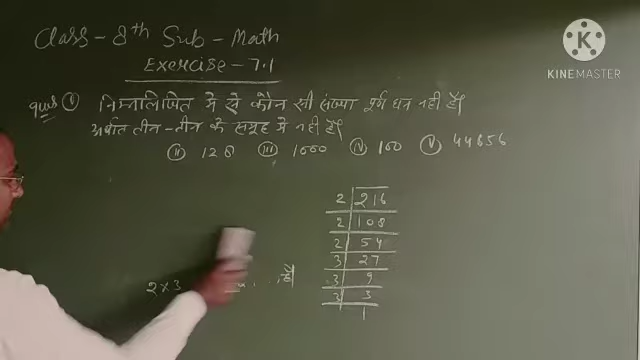 Class - 8th Sub - Math
Exercise - 7.1
ques ① निम्नलिखित में से कौन सी संख्या पूर्ण घन नहीं है।
अर्थात तीन-तीन के समूह में नहीं है।
ⅱ 128 ⅲ 1000 ⅳ 100 ⅴ 46656
2 | 216
2 | 108
2 | 54
3 | 27
3 | 9
3 | 3
1
2 x 3
है।
KINEMASTER